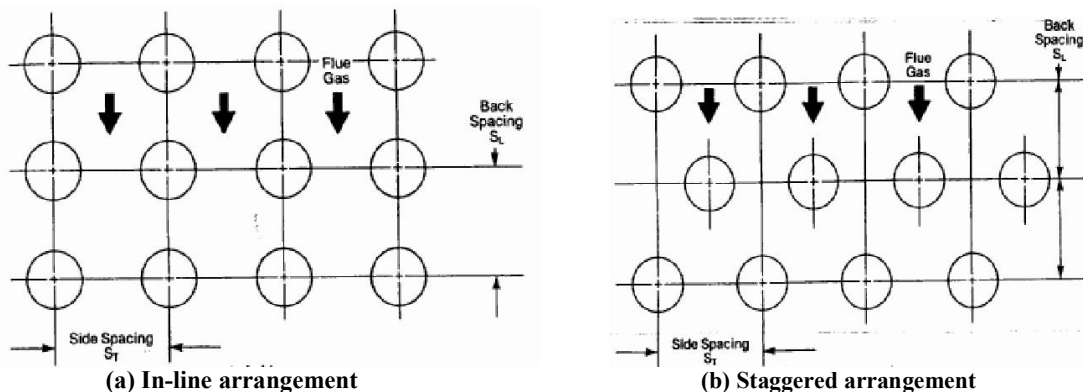 Flue
Gas
Back
Spacing
S_L
Side Spacing
S_T
(a) In-line arrangement
Flue
Gas
Back
Spacing
S_L
Side Spacing
S_T
(b) Staggered arrangement